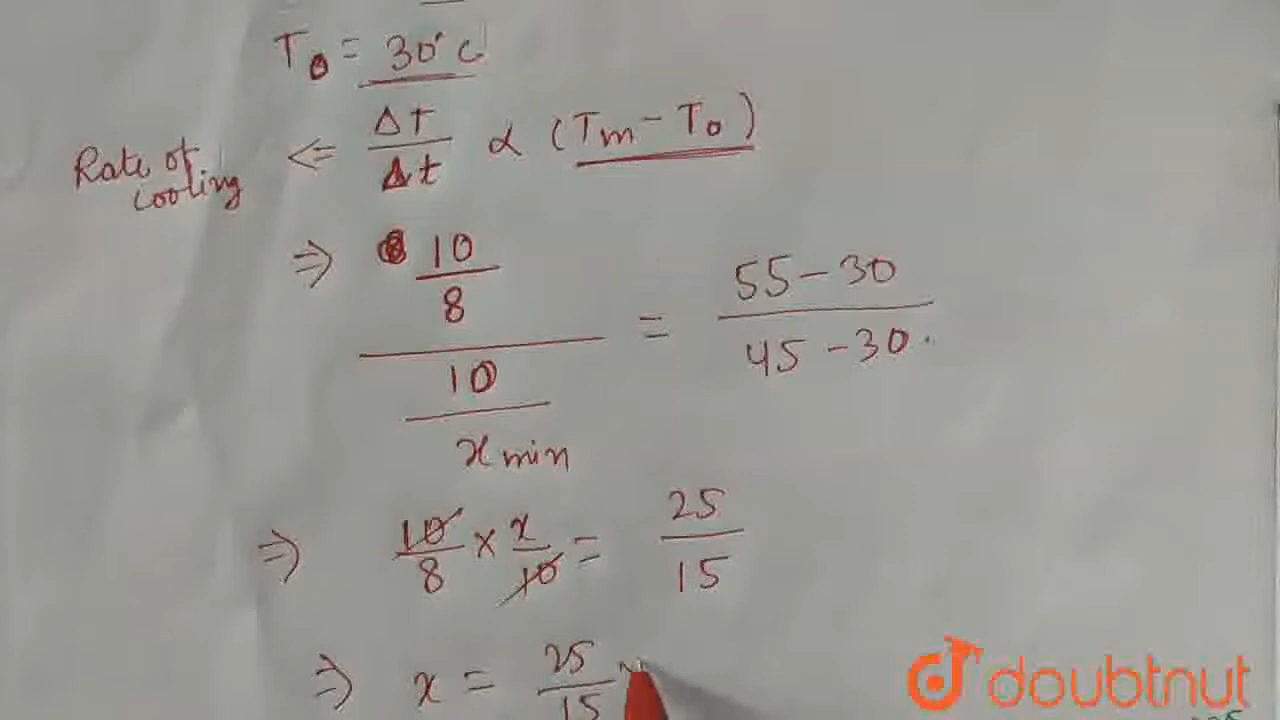 T₀ = 30°C
Rate of cooling <= ΔT/Δt ∝ (Tm - T₀)
=> (10/8)/(10/x min) = (55 - 30)/(45 - 30).
=> 10/8 × x/10 = 25/15
=> x = 25/15
doubtnut